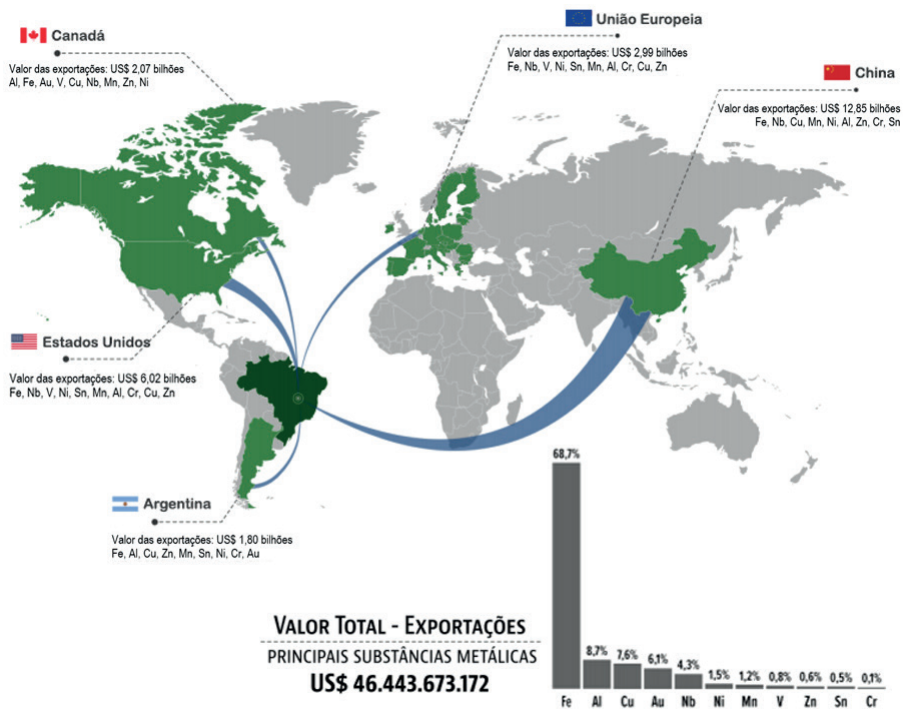 Canadá
Valor das exportações: US$ 2,07 bilhões
Al, Fe, Au, V, Cu, Nb, Mn, Zn, Ni
União Europeia
Valor das exportações: US$ 2,99 bilhões
Fe, Nb, V, Ni, Sn, Mn, Al, Cr, Cu, Zn
China
Valor das exportações: US$ 12,85 bilhões
Fe, Nb, Cu, Mn, Ni, Al, Zn, Cr, Sn
Estados Unidos
Valor das exportações: US$ 6,02 bilhões
Fe, Nb, V, Ni, Sn, Mn, Al, Cr, Cu, Zn
Argentina
Valor das exportações: US$ 1,80 bilhões
Fe, Al, Cu, Zn, Mn, Sn, Ni, Cr, Au
VALOR TOTAL - EXPORTAÇÕES
PRINCIPAIS SUBSTÂNCIAS METÁLICAS
US$ 46.443.673.172
68,7%
8,7% 7,6% 6,1% 4,3% 1,5% 1,2% 0,8% 0,6% 0,5% 0,1%
Fe Al Cu Au Nb Ni Mn V Zn Sn Cr